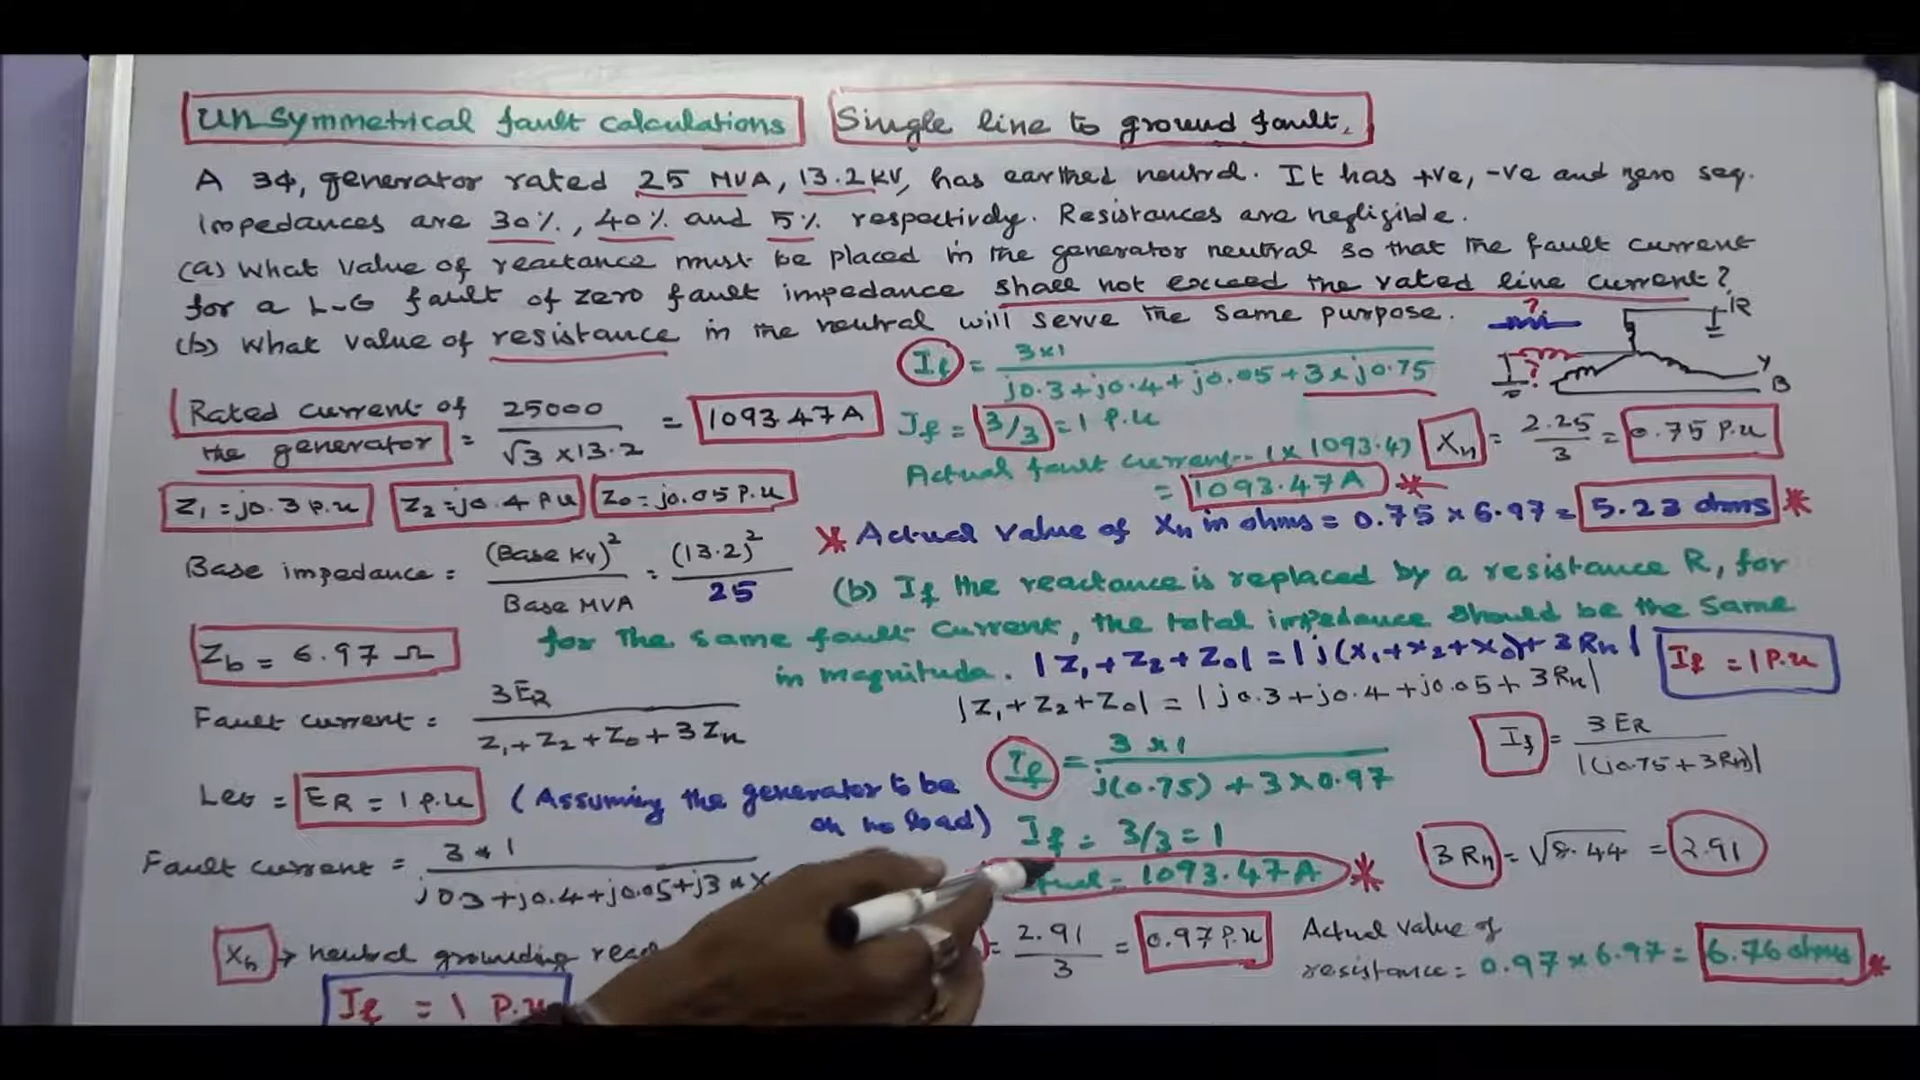 Unsymmetrical fault calculations
Single line to ground fault.
A 3φ, generator rated 25 MVA, 13.2KV, has earthed neutral. It has +ve, -ve and zero seq.
Impedances are 30%, 40% and 5% respectively. Resistances are negligible.
(a) What value of reactance must be placed in the generator neutral so that the fault current
for a L-G fault of zero fault impedance shall not exceed the rated line current?
(b) What value of resistance in the neutral will serve the same purpose.
?
R
?
Y
B
Rated current of the generator = 25000 / √3 × 13.2 = 1093.47A
Z1 = j0.3 p.u
Z2 = j0.4 P.u
Z0 = j0.05 P.u
Base impedance = (Base KV)² / Base MVA = (13.2)² / 25
Zb = 6.97 Ω
Fault current = 3ER / Z1 + Z2 + Z0 + 3Zn
Let = ER = 1 p.u (Assuming the generator to be
on no load)
Fault current = 3 × 1 / j03 + j0.4 + j0.05 + j3 × X
Xn → neutral grounding
If = 1 P.u
If = 3×1 / j0.3 + j0.4 + j0.05 + 3 × j0.75
If = 3/3 = 1 P.u
Actual fault current = 1 × 1093.4)
= 1093.47A *
Xn = 2.25 / 3 = 0.75 P.u
* Actual value of Xn in ohms = 0.75 × 6.97 = 5.23 ohms *
(b) If the reactance is replaced by a resistance R, for
for the same fault current, the total impedance should be the same
in magnitude. |Z1 + Z2 + Z0| = |j(x1 + x2 + x0) + 3Rn|
|Z1 + Z2 + Z0| = |j0.3 + j0.4 + j0.05 + 3Rn|
If = 1 P.u
If = 3 × 1 / j(0.75) + 3 × 0.97
If = 3/3 = 1
= 1093.47A *
If = 3 ER / |(j0.75 + 3Rn)|
3Rn = √8.44 = 2.91
= 2.91 / 3 = 0.97 P.u
Actual value of
resistance = 0.97 × 6.97 = 6.76 ohms *